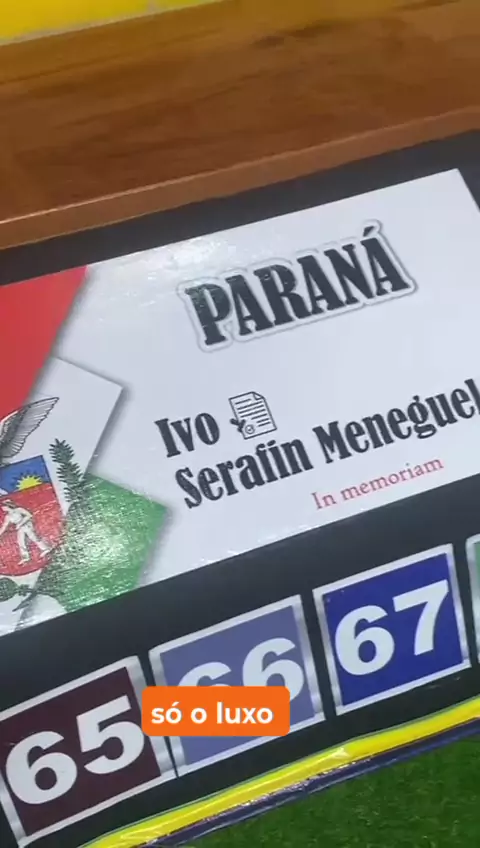 PARANÁ
Ivo
Serafin Meneguel
In memoriam
65 66 67
só o luxo